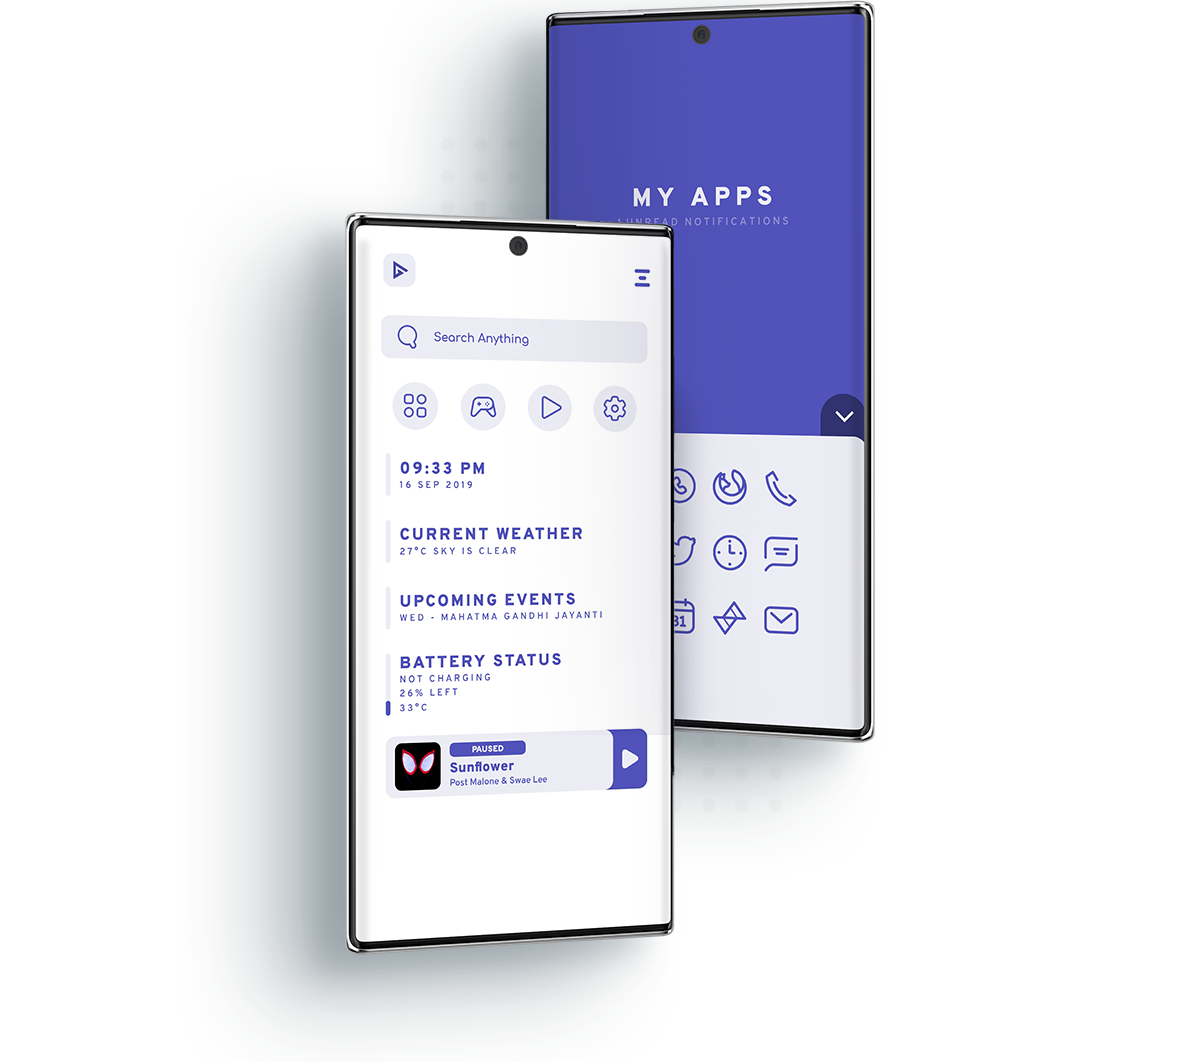 MY APPS
1 UNREAD NOTIFICATIONS
Search Anything
09:33 PM
16 SEP 2019
CURRENT WEATHER
27°C SKY IS CLEAR
UPCOMING EVENTS
WED - MAHATMA GANDHI JAYANTI
BATTERY STATUS
NOT CHARGING
26% LEFT
33°C
PAUSED
Sunflower
Post Malone & Swae Lee
31